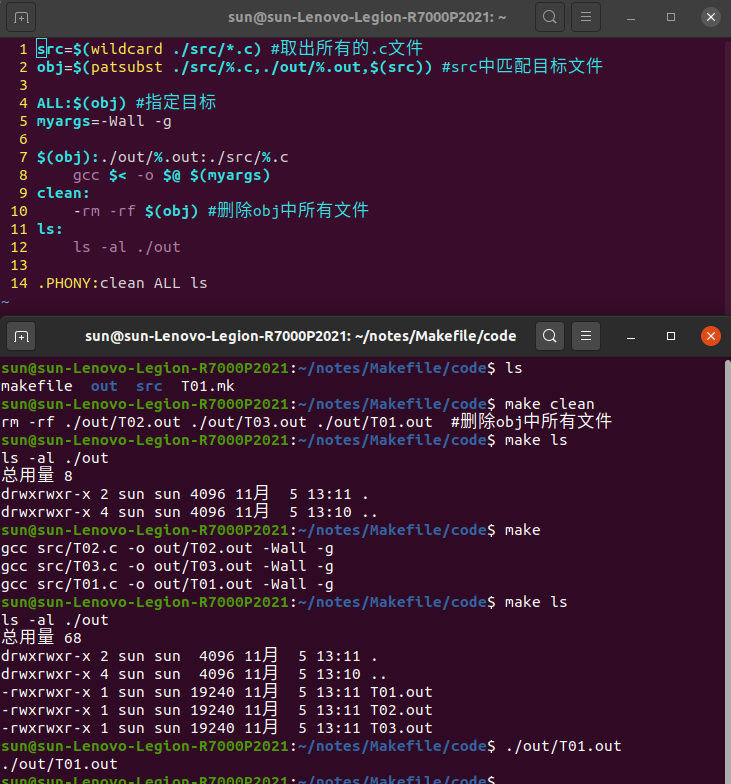 sun@sun-Lenovo-Legion-R7000P2021: ~
1 src=$(wildcard ./src/*.c) #取出所有的.c文件
2 obj=$(patsubst ./src/%.c,./out/%.out,$(src)) #src中匹配目标文件
3
4 ALL:$(obj) #指定目标
5 myargs=-Wall -g
6
7 $(obj):./out/%.out:./src/%.c
8     gcc $< -o $@ $(myargs)
9 clean:
10     -rm -rf $(obj) #删除obj中所有文件
11 ls:
12     ls -al ./out
13
14 .PHONY:clean ALL ls
~
sun@sun-Lenovo-Legion-R7000P2021: ~/notes/Makefile/code
sun@sun-Lenovo-Legion-R7000P2021:~/notes/Makefile/code$ ls
makefile  out  src  T01.mk
sun@sun-Lenovo-Legion-R7000P2021:~/notes/Makefile/code$ make clean
rm -rf ./out/T02.out ./out/T03.out ./out/T01.out  #删除obj中所有文件
sun@sun-Lenovo-Legion-R7000P2021:~/notes/Makefile/code$ make ls
ls -al ./out
总用量 8
drwxrwxr-x 2 sun sun 4096 11月  5 13:11 .
drwxrwxr-x 4 sun sun 4096 11月  5 13:10 ..
sun@sun-Lenovo-Legion-R7000P2021:~/notes/Makefile/code$ make
gcc src/T02.c -o out/T02.out -Wall -g
gcc src/T03.c -o out/T03.out -Wall -g
gcc src/T01.c -o out/T01.out -Wall -g
sun@sun-Lenovo-Legion-R7000P2021:~/notes/Makefile/code$ make ls
ls -al ./out
总用量 68
drwxrwxr-x 2 sun sun  4096 11月  5 13:11 .
drwxrwxr-x 4 sun sun  4096 11月  5 13:10 ..
-rwxrwxr-x 1 sun sun 19240 11月  5 13:11 T01.out
-rwxrwxr-x 1 sun sun 19240 11月  5 13:11 T02.out
-rwxrwxr-x 1 sun sun 19240 11月  5 13:11 T03.out
sun@sun-Lenovo-Legion-R7000P2021:~/notes/Makefile/code$ ./out/T01.out
./out/T01.out
sun@sun-Lenovo-Legion-R7000P2021:~/notes/Makefile/code$